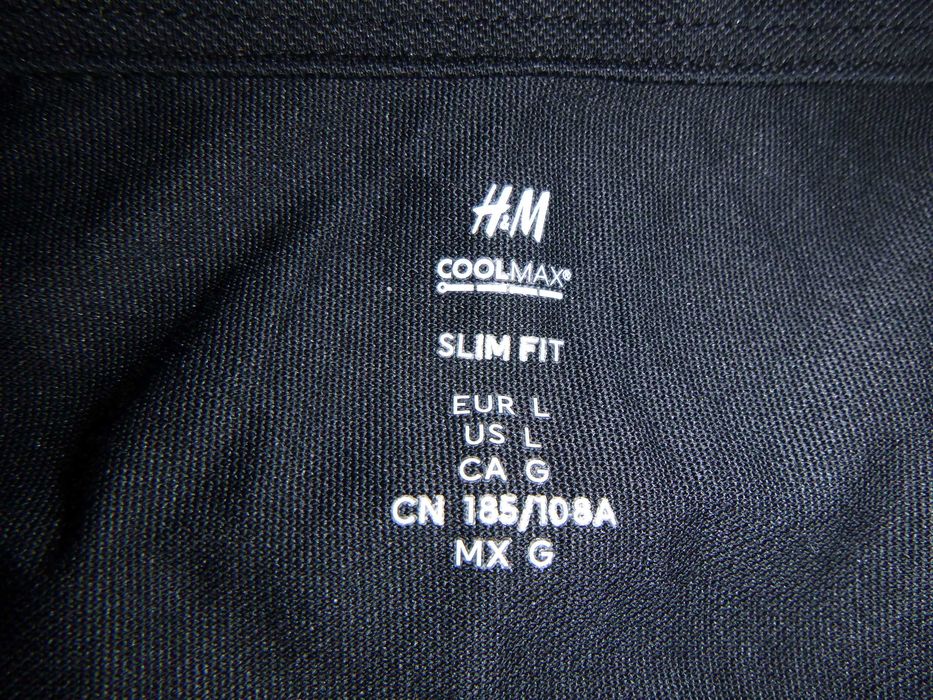 H&M
COOLMAX®
SLIM FIT
EUR L
US L
CA G
CN 185/108A
MX G